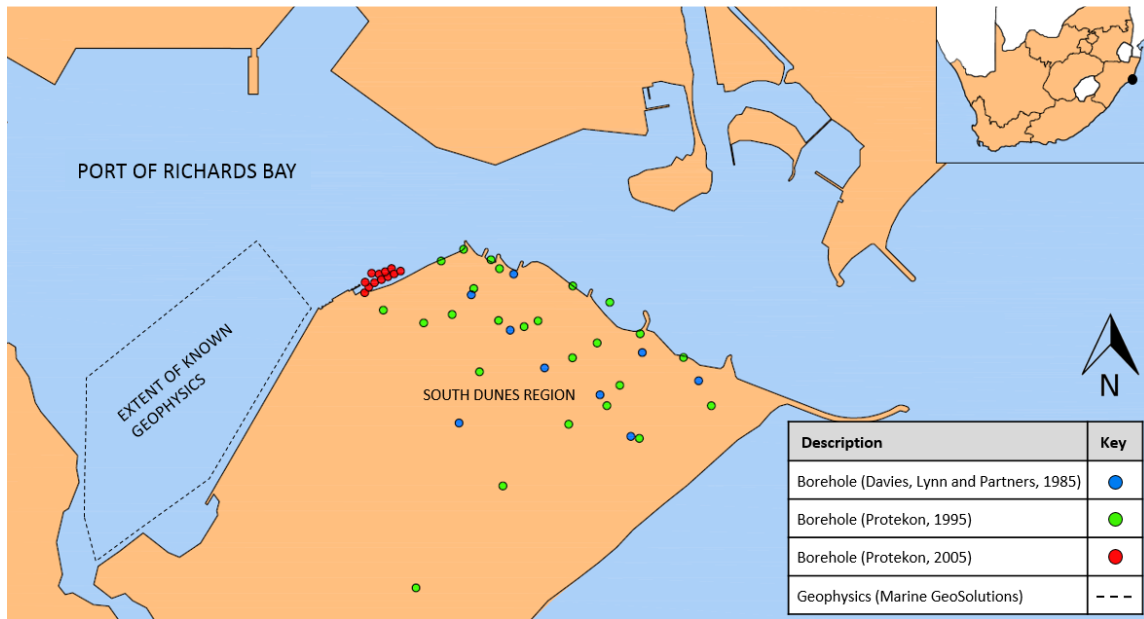 PORT OF RICHARDS BAY
EXTENT OF KNOWN
GEOPHYSICS
SOUTH DUNES REGION
N
Description Key
Borehole (Davies, Lynn and Partners, 1985)
Borehole (Protekon, 1995)
Borehole (Protekon, 2005)
Geophysics (Marine GeoSolutions)